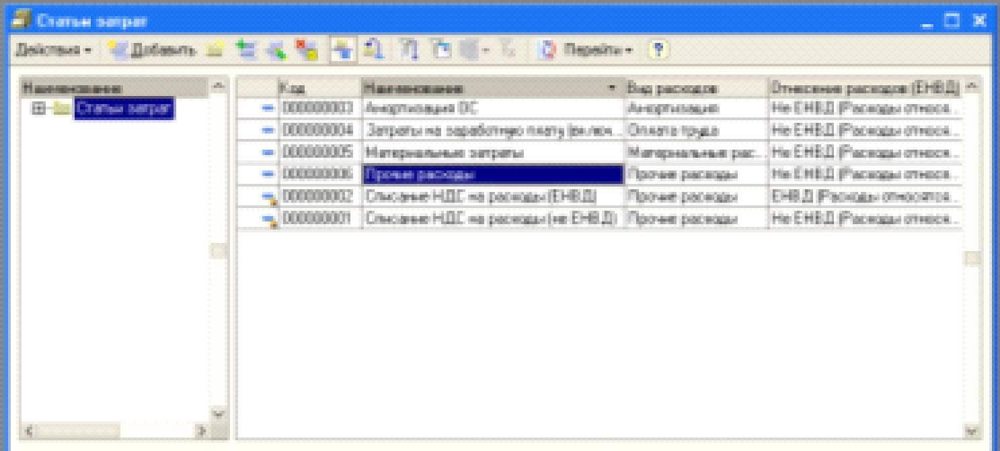 Статьи затрат
Действия Добавить Перейти ?
Наименование
Статьи затрат
Код Наименование Вид расходов Отнесение расходов (ЕНВД)
000000003 Амортизация ОС Амортизация Не ЕНВД (Расходы относя...
000000004 Затраты на заработную плату (включ... Оплата труда Не ЕНВД (Расходы относя...
000000005 Материальные затраты Материальные рас... Не ЕНВД (Расходы относя...
000000006 Прочие расходы Прочие расходы Не ЕНВД (Расходы относя...
000000002 Списание НДС на расходы (ЕНВД) Прочие расходы ЕНВД (Расходы относятся...
000000001 Списание НДС на расходы (не ЕНВД) Прочие расходы Не ЕНВД (Расходы относя...